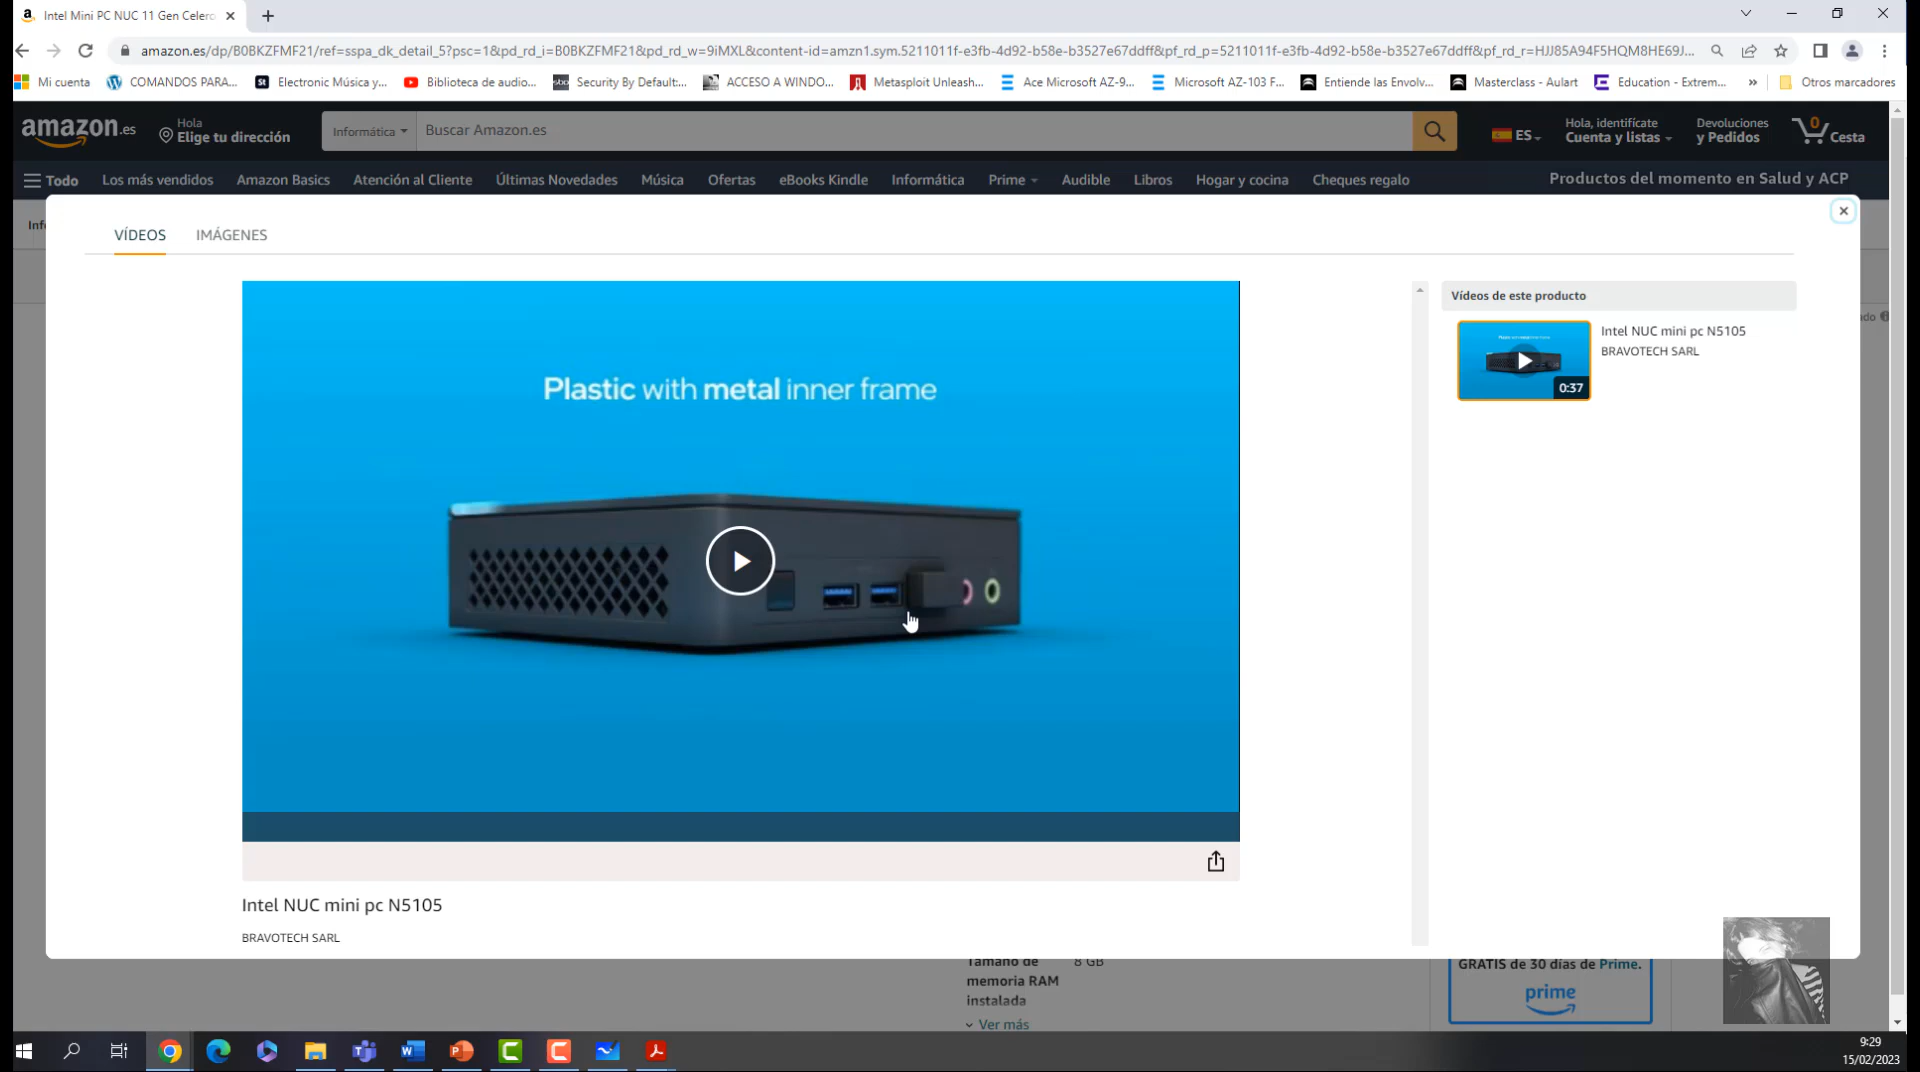 Intel Mini PC NUC 11 Gen Celero
amazon.es/dp/B0BKZFMF21/ref=sspa_dk_detail_5?psc=1&pd_rd_i=B0BKZFMF21&pd_rd_w=9iMXL&content-id=amzn1.sym.5211011f-e3fb-4d92-b58e-b3527e67ddff&pf_rd_p=5211011f-e3fb-4d92-b58e-b3527e67ddff&pf_rd_r=HJJ85A94F5HQM8HE69J...
Mi cuenta COMANDOS PARA... Electronic Música y... Biblioteca de audio... Security By Default:... ACCESO A WINDO... Metasploit Unleash... Ace Microsoft AZ-9... Microsoft AZ-103 F... Entiende las Envolv... Masterclass - Aulart Education - Extrem... » Otros marcadores
amazon.es
Hola
Elige tu dirección
Informática
Buscar Amazon.es
ES
Hola, identifícate
Cuenta y listas
Devoluciones
y Pedidos
0
Cesta
Todo Los más vendidos Amazon Basics Atención al Cliente Últimas Novedades Música Ofertas eBooks Kindle Informática Prime Audible Libros Hogar y cocina Cheques regalo Productos del momento en Salud y ACP
Inf
VÍDEOS IMÁGENES
Plastic with metal inner frame
Vídeos de este producto
Intel NUC mini pc N5105
BRAVOTECH SARL
0:37
ado
Intel NUC mini pc N5105
BRAVOTECH SARL
Tamaño de
memoria RAM
instalada
8 GB
Ver más
GRATIS de 30 días de Prime.
prime
9:29
15/02/2023